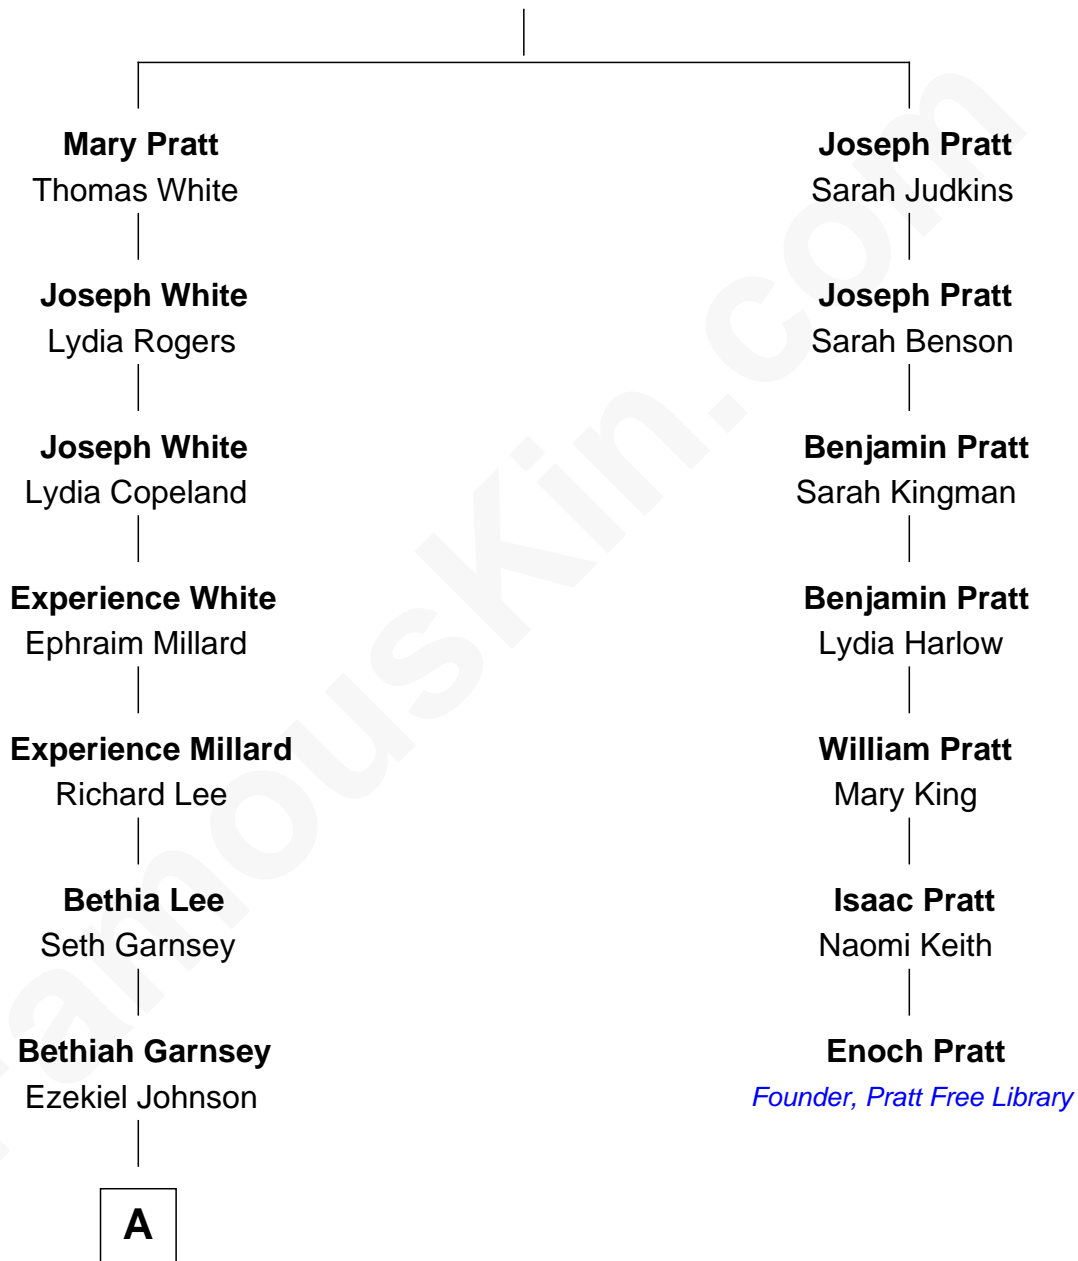 Mary Pratt
Thomas White
Joseph White
Lydia Rogers
Joseph White
Lydia Copeland
Experience White
Ephraim Millard
Experience Millard
Richard Lee
Bethia Lee
Seth Garnsey
Bethiah Garnsey
Ezekiel Johnson
A
Joseph Pratt
Sarah Judkins
Joseph Pratt
Sarah Benson
Benjamin Pratt
Sarah Kingman
Benjamin Pratt
Lydia Harlow
William Pratt
Mary King
Isaac Pratt
Naomi Keith
Enoch Pratt
Founder, Pratt Free Library
FamousKin.com